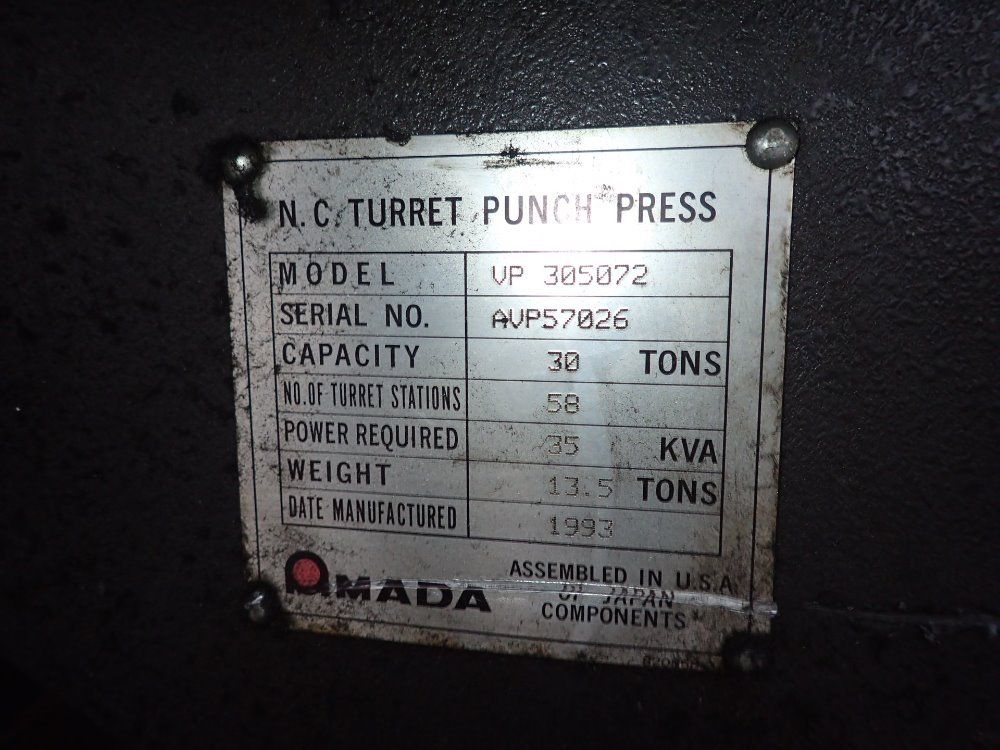 N.C. TURRET PUNCH PRESS
MODEL VP 305072
SERIAL NO. AVP57026
CAPACITY 30 TONS
NO.OF TURRET STATIONS 58
POWER REQUIRED 35 KVA
WEIGHT 13.5 TONS
DATE MANUFACTURED 1993
AMADA
ASSEMBLED IN U.S.A
OF JAPAN
COMPONENTS